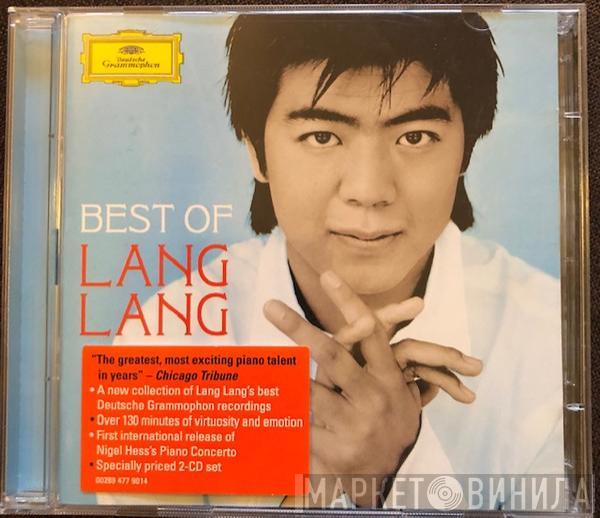 Deutsche
Grammophon
BEST OF
LANG
LANG
"The greatest, most exciting piano talent
in years" – Chicago Tribune
• A new collection of Lang Lang's best
Deutsche Grammophon recordings
• Over 130 minutes of virtuosity and emotion
• First international release of
Nigel Hess's Piano Concerto
• Specially priced 2-CD set
00289 477 9014
МАРКЕТ ВИНИЛА